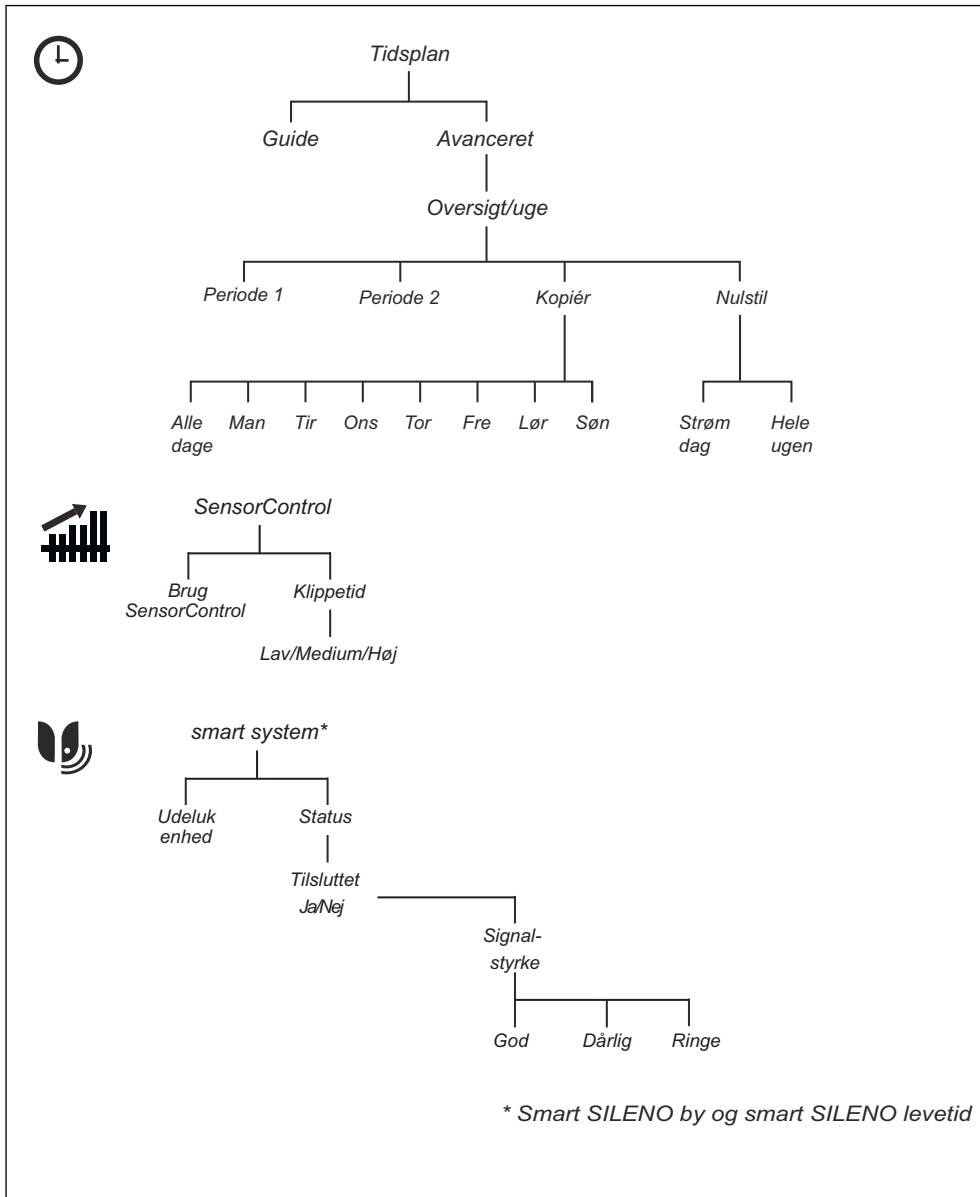 Tidsplan
Guide
Avanceret
Oversigt/uge
Periode 1
Periode 2
Kopiér
Nulstil
Alle
dage
Man
Tir
Ons
Tor
Fre
Lør
Søn
Strøm
dag
Hele
ugen
SensorControl
Brug
SensorControl
Klippetid
Lav/Medium/Høj
smart system*
Udeluk
enhed
Status
Tilsluttet
Ja/Nej
Signal-
styrke
God
Dårlig
Ringe
* Smart SILENO by og smart SILENO levetid